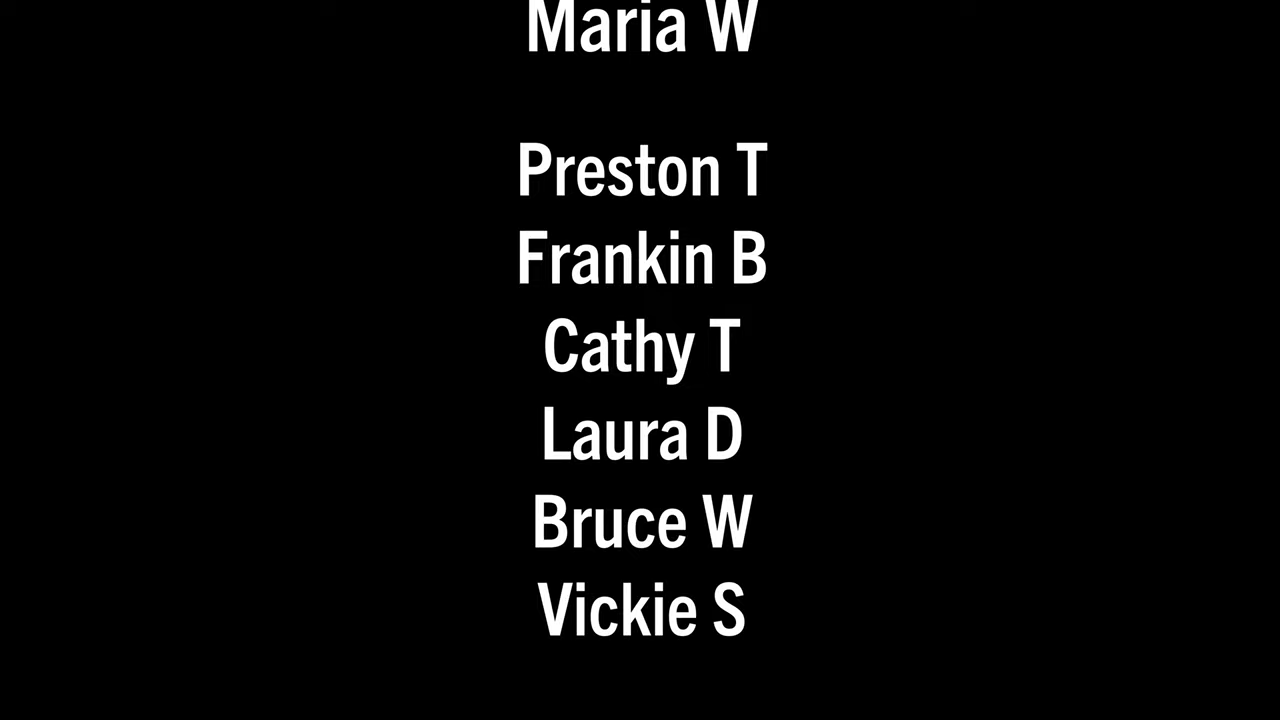 Maria W
Preston T
Frankin B
Cathy T
Laura D
Bruce W
Vickie S